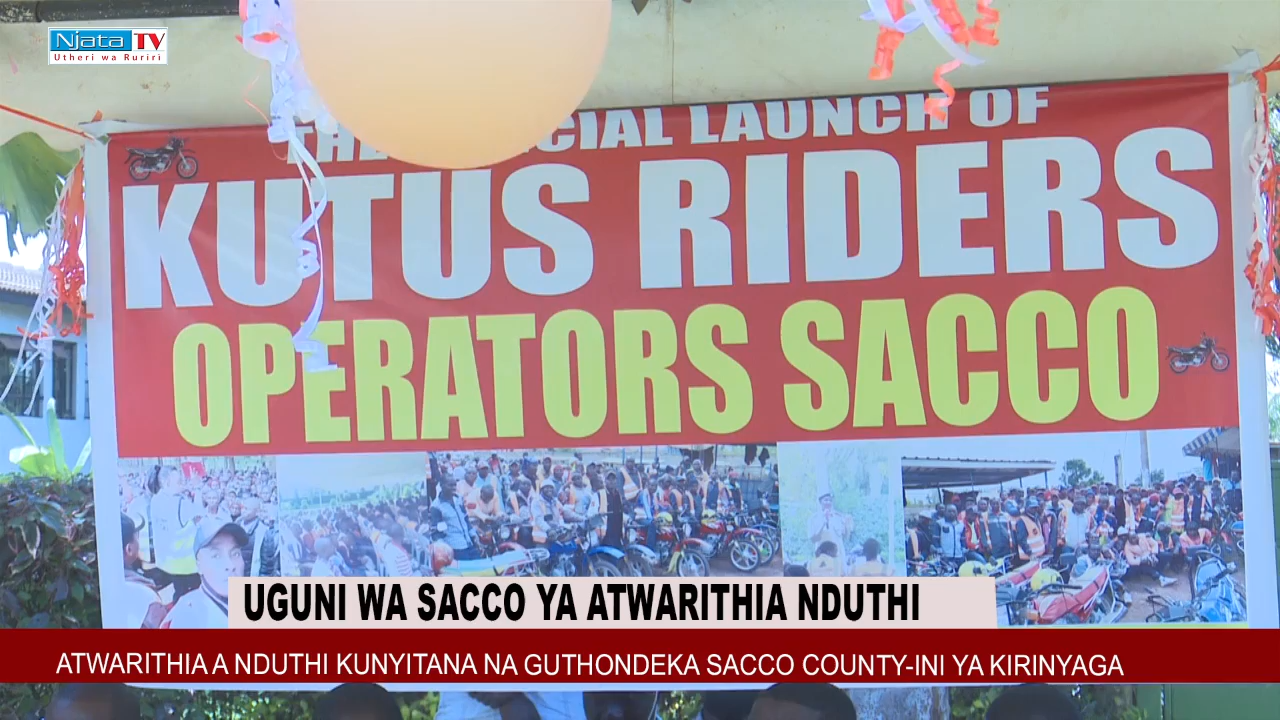 Njata TV
Utheri wa Ruriri
THE CIAL LAUNCH OF
KUTUS RIDERS
OPERATORS SACCO
UGUNI WA SACCO YA ATWARITHIA NDUTHI
ATWARITHIA A NDUTHI KUNYITANA NA GUTHONDEKA SACCO COUNTY-INI YA KIRINYAGA